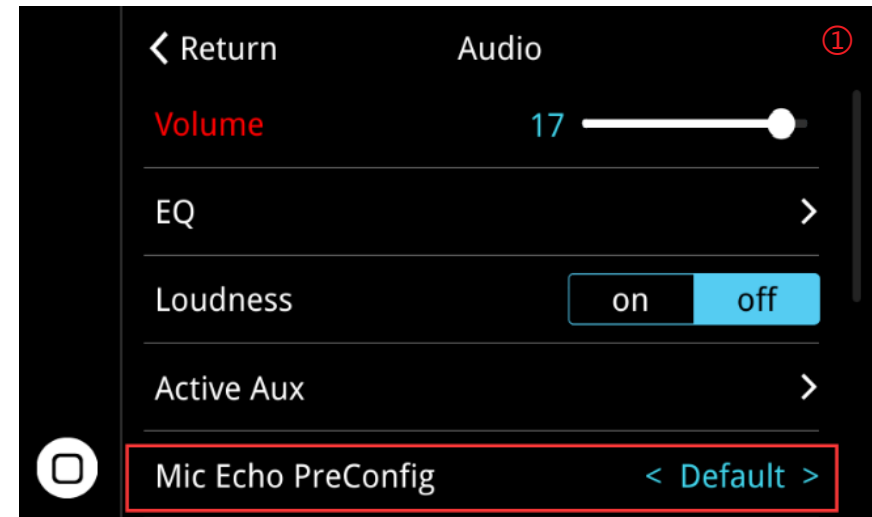 Return Audio ①
Volume 17
EQ
Loudness on off
Active Aux
Mic Echo PreConfig < Default >